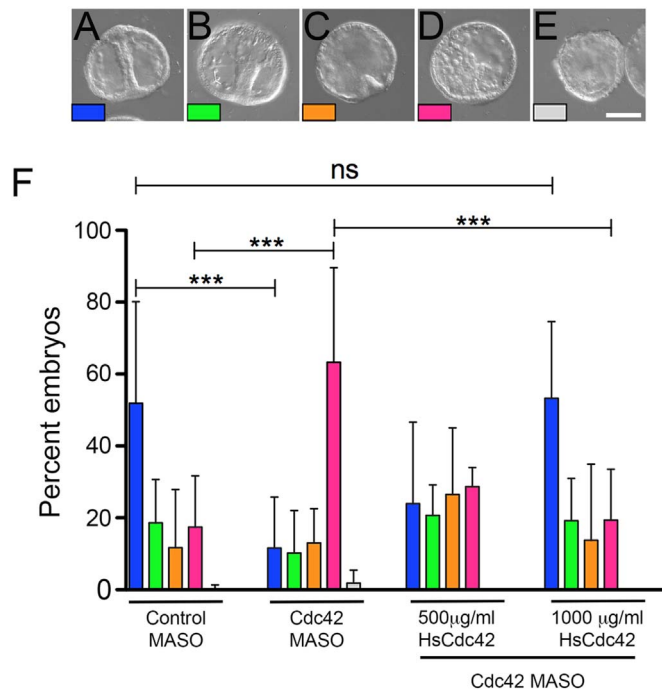 A B C D E
F
ns
*** ***
***
Percent embryos
100
80
60
40
20
0
Control
MASO
Cdc42
MASO
500μg/ml
HsCdc42
1000 μg/ml
HsCdc42
Cdc42 MASO